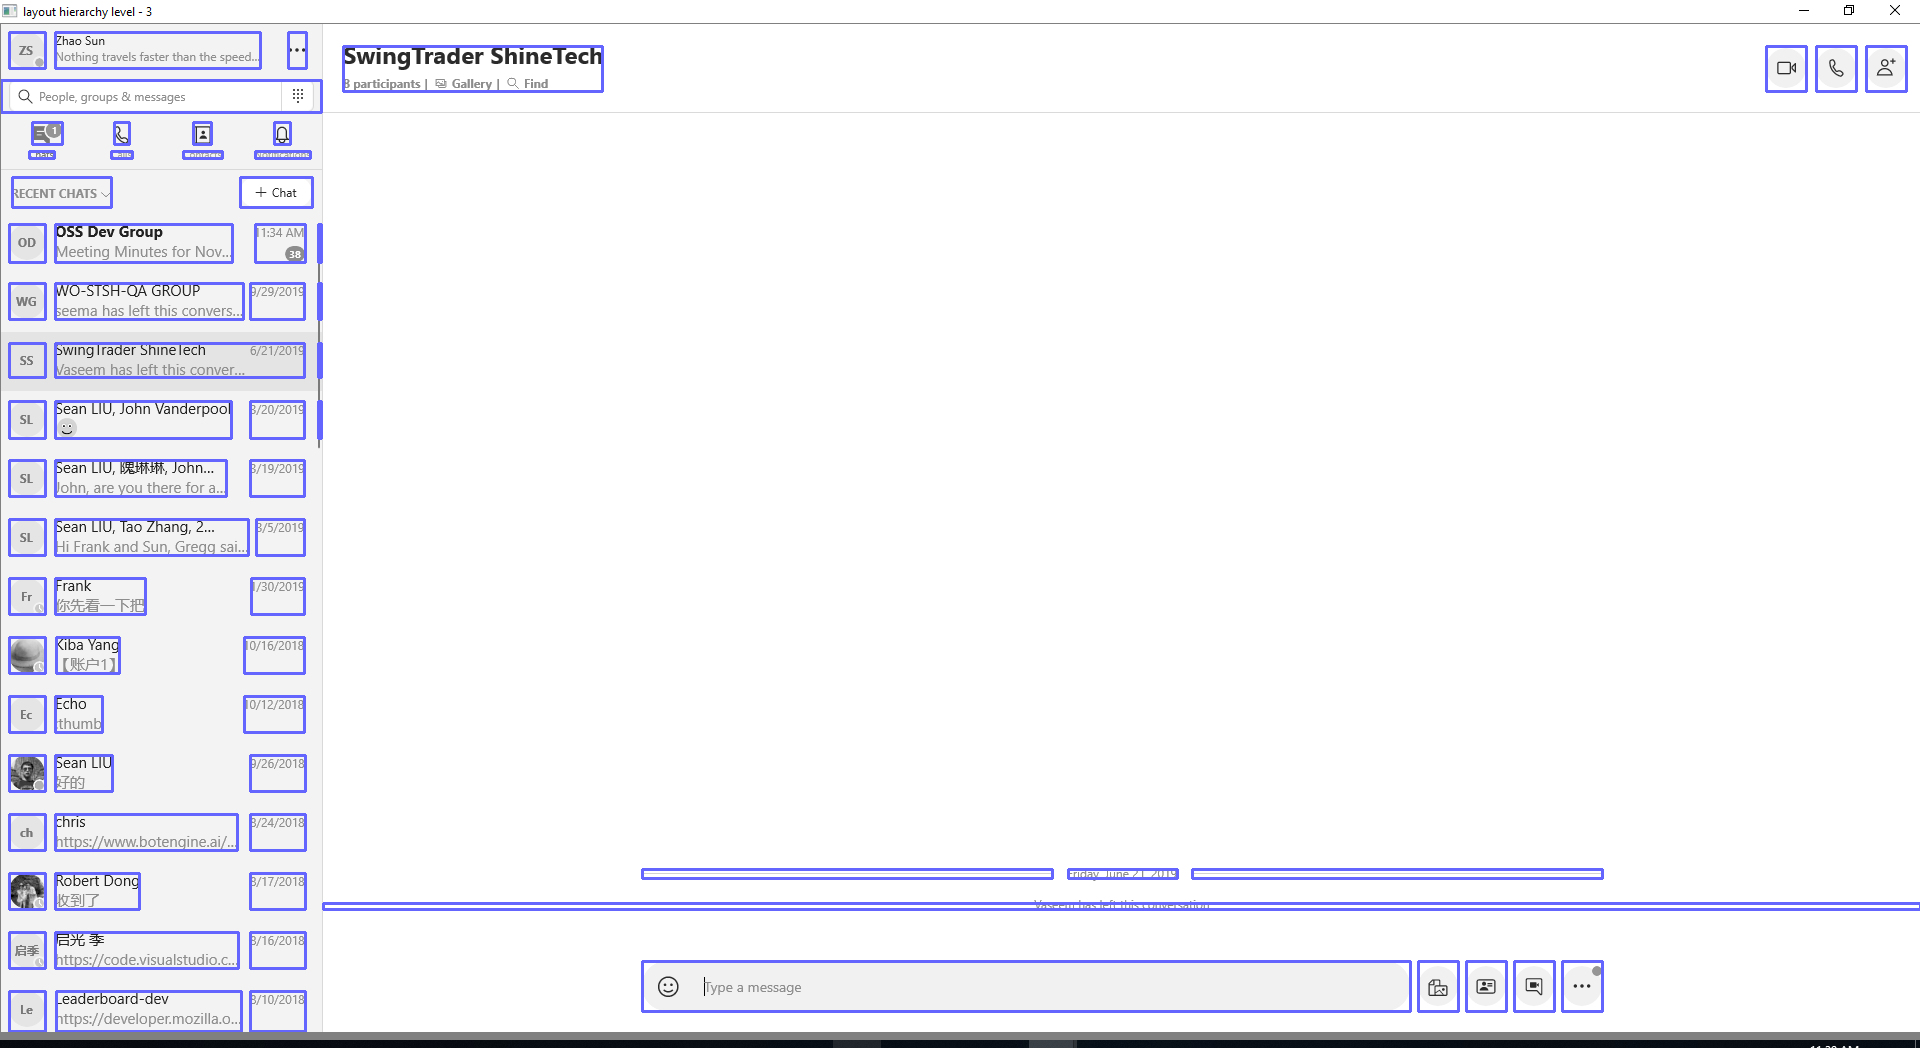 layout hierarchy level - 3
ZS
Zhao Sun
Nothing travels faster than the speed...
People, groups & messages
1
Chats
Calls
Contacts
Notifications
RECENT CHATS
+ Chat
OD
OSS Dev Group
11:34 AM
Meeting Minutes for Nov...
38
WG
WO-STSH-QA GROUP
9/29/2019
seema has left this convers...
SS
SwingTrader ShineTech
6/21/2019
Vaseem has left this conver...
SL
Sean LIU, John Vanderpool
3/20/2019
SL
Sean LIU, 隗琳琳, John...
3/19/2019
John, are you there for a...
SL
Sean LIU, Tao Zhang, 2...
3/5/2019
Hi Frank and Sun, Gregg sai...
Fr
Frank
1/30/2019
你先看一下把
Kiba Yang
10/16/2018
【账户1】
Ec
Echo
10/12/2018
:thumb
Sean LIU
9/26/2018
好的
ch
chris
8/24/2018
https://www.botengine.ai/...
Robert Dong
8/17/2018
收到了
启季
启光 季
8/16/2018
https://code.visualstudio.c...
Le
Leaderboard-dev
8/10/2018
https://developer.mozilla.o...
SwingTrader ShineTech
participants | Gallery | Find
Friday, June 21, 2019
Vaseem has left this conversation
Type a message